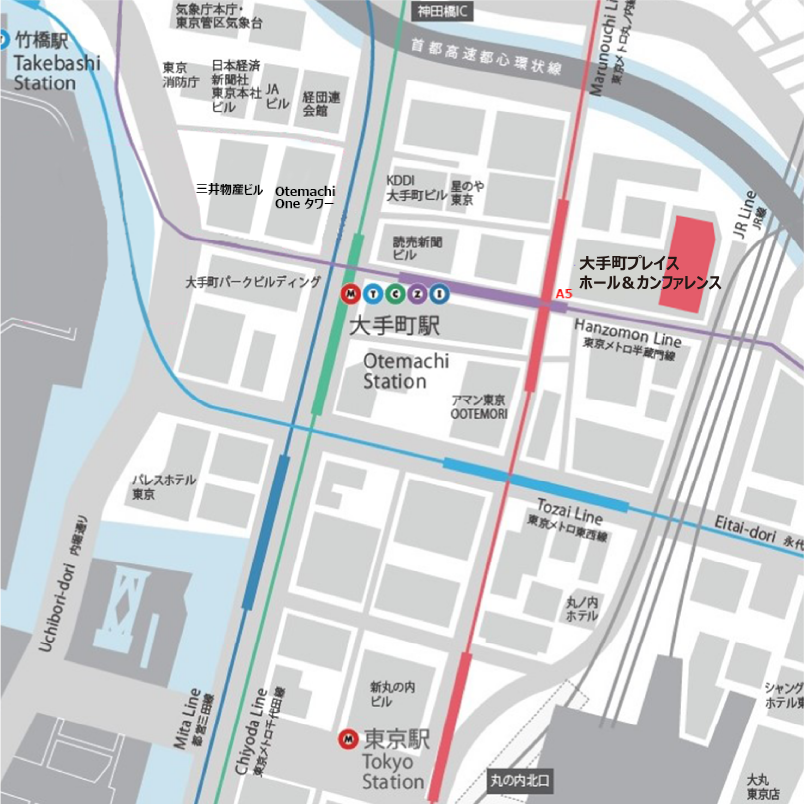 気象庁本庁・
東京管区気象台
神田橋IC
竹橋駅
Takebashi
Station
東京
消防庁
日本経済
新聞社
東京本社
ビル
JA
ビル
経団連
会館
首都高速都心環状線
東京メトロ丸ノ内線
三井物産ビル
Otemachi
One タワー
KDDI
大手町ビル
星のや
東京
JR Line
JR線
読売新聞
ビル
大手町プレイス
ホール＆カンファレンス
大手町パークビルディング
M
T
C
Z
I
A5
大手町駅
Otemachi
Station
Hanzomon Line
東京メトロ半蔵門線
アマン東京
OOTEMORI
パレスホテル
東京
Tozai Line
東京メトロ東西線
Eitai-dori 永代
Uchibori-dori 内堀通り
丸ノ内
ホテル
Mita Line
都営三田線
Chiyoda Line
東京メトロ千代田線
新丸の内
ビル
M
東京駅
Tokyo
Station
丸の内北口
シャング
ホテル東
大丸
東京店